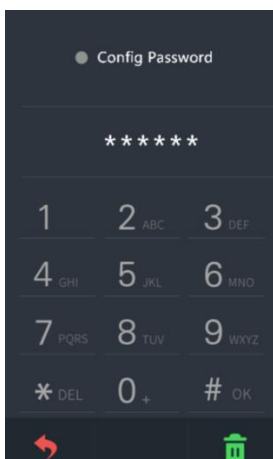 Config Password
******
1 2 ABC 3 DEF
4 GHI 5 JKL 6 MNO
7 PQRS 8 TUV 9 WXYZ
* DEL 0 + # OK